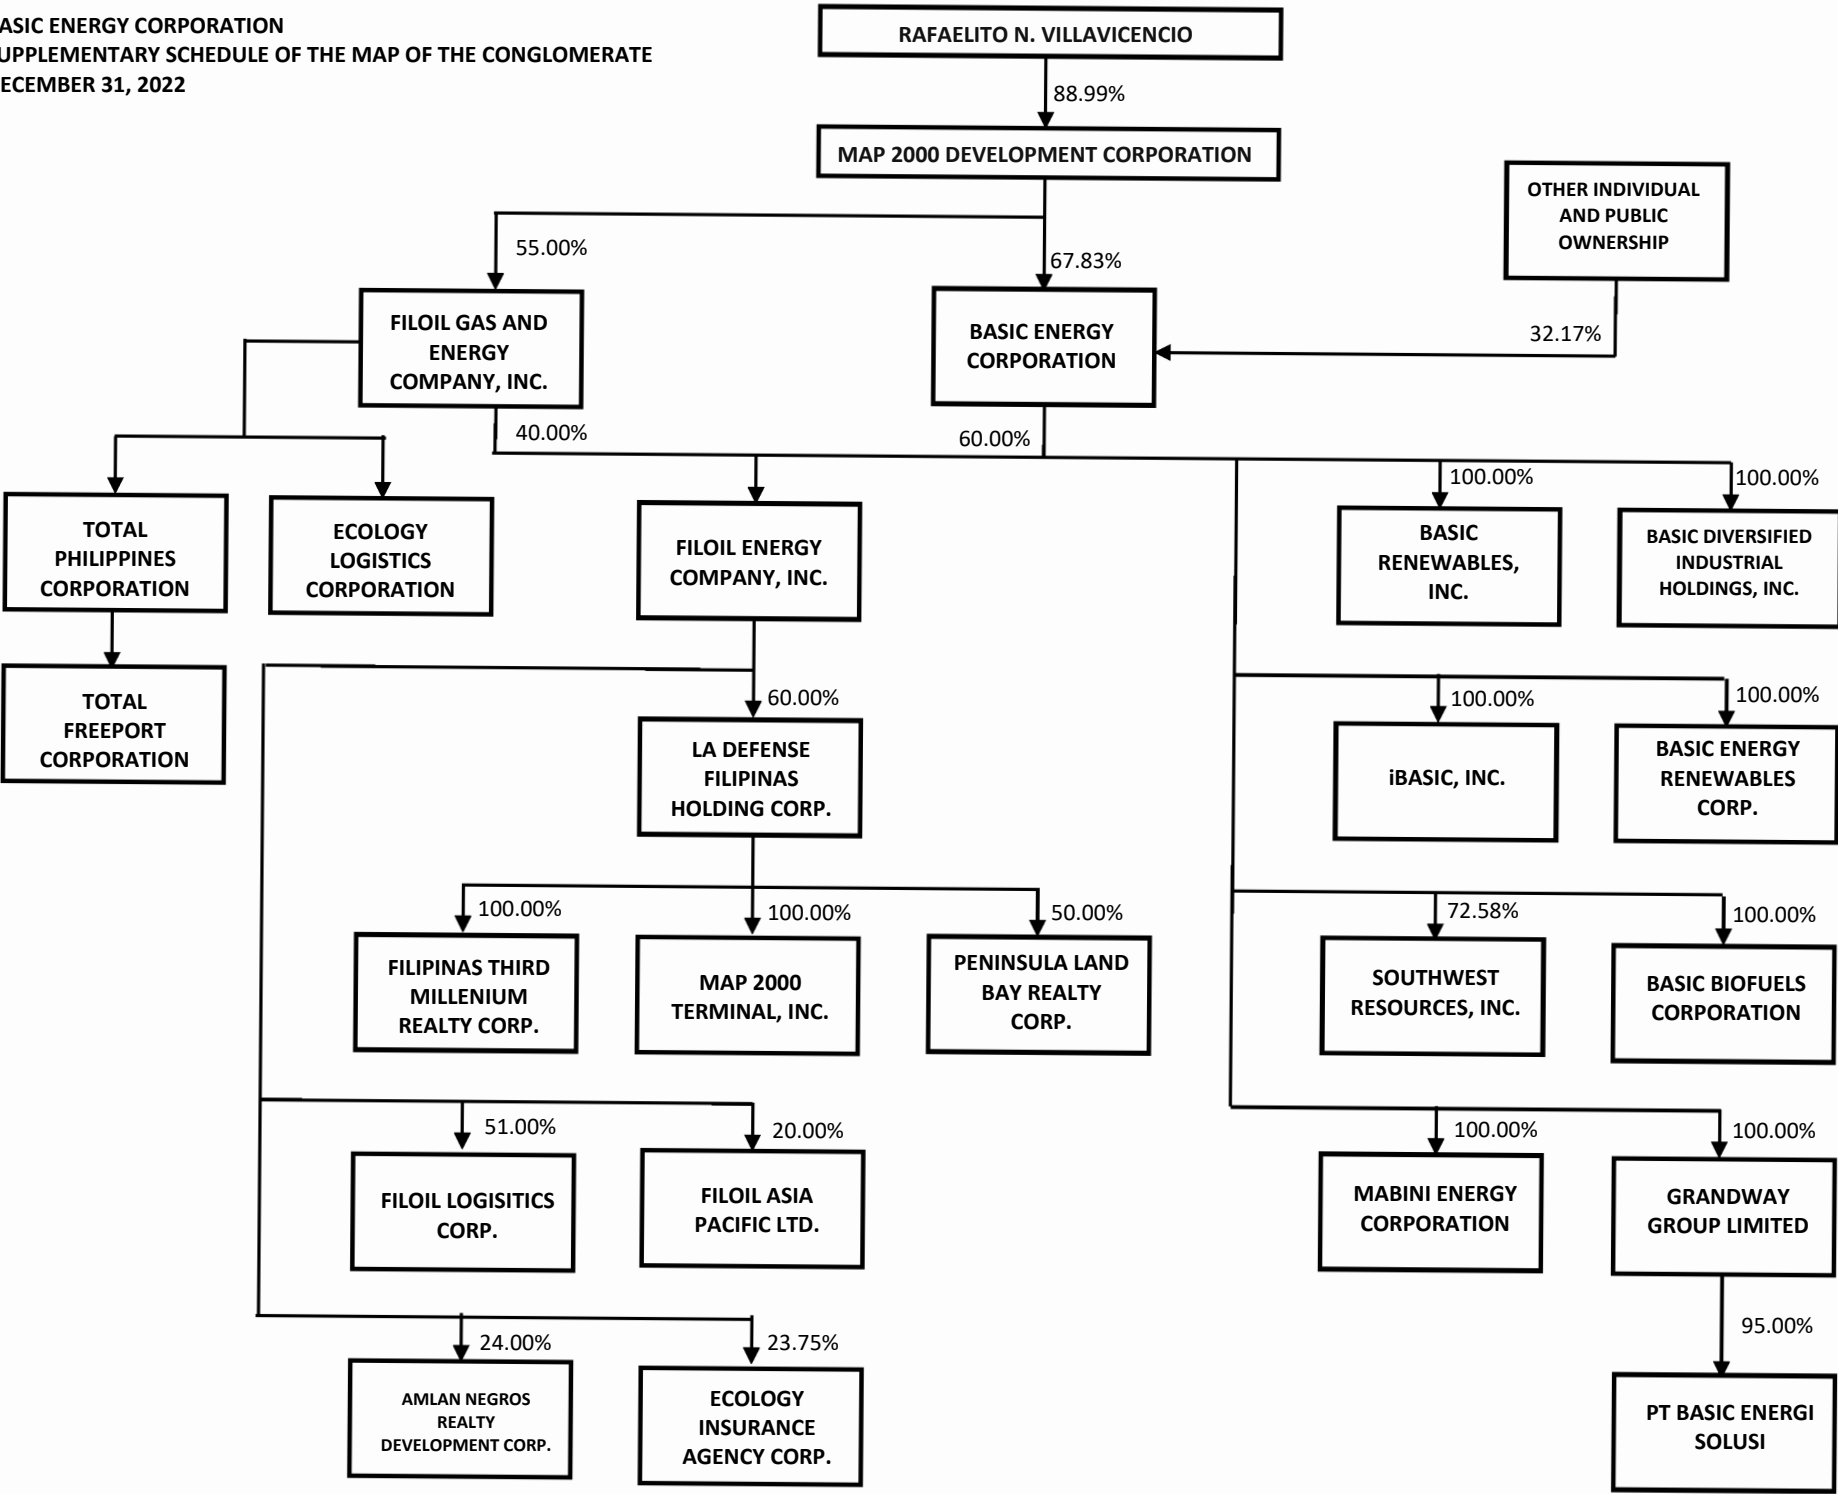 ASIC ENERGY CORPORATION
UPPLEMENTARY SCHEDULE OF THE MAP OF THE CONGLOMERATE
ECEMBER 31, 2022
RAFAELITO N. VILLAVICENCIO
88.99%
MAP 2000 DEVELOPMENT CORPORATION
OTHER INDIVIDUAL
AND PUBLIC
OWNERSHIP
55.00%
67.83%
32.17%
FILOIL GAS AND
ENERGY
COMPANY, INC.
BASIC ENERGY
CORPORATION
40.00%
60.00%
100.00%
100.00%
TOTAL
PHILIPPINES
CORPORATION
ECOLOGY
LOGISTICS
CORPORATION
FILOIL ENERGY
COMPANY, INC.
BASIC
RENEWABLES,
INC.
BASIC DIVERSIFIED
INDUSTRIAL
HOLDINGS, INC.
TOTAL
FREEPORT
CORPORATION
60.00%
100.00%
100.00%
LA DEFENSE
FILIPINAS
HOLDING CORP.
iBASIC, INC.
BASIC ENERGY
RENEWABLES
CORP.
100.00%
100.00%
50.00%
72.58%
100.00%
FILIPINAS THIRD
MILLENIUM
REALTY CORP.
MAP 2000
TERMINAL, INC.
PENINSULA LAND
BAY REALTY
CORP.
SOUTHWEST
RESOURCES, INC.
BASIC BIOFUELS
CORPORATION
51.00%
20.00%
100.00%
100.00%
FILOIL LOGISITICS
CORP.
FILOIL ASIA
PACIFIC LTD.
MABINI ENERGY
CORPORATION
GRANDWAY
GROUP LIMITED
24.00%
23.75%
95.00%
AMLAN NEGROS
REALTY
DEVELOPMENT CORP.
ECOLOGY
INSURANCE
AGENCY CORP.
PT BASIC ENERGI
SOLUSI